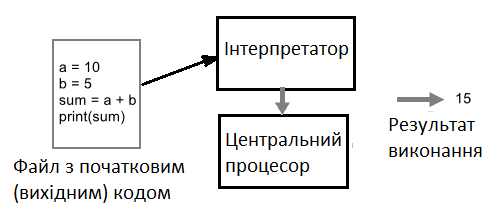 a = 10
b = 5
sum = a + b
print(sum)
Файл з початковим
(вихідним) кодом
Інтерпретатор
Центральний
процесор
15
Результат
виконання